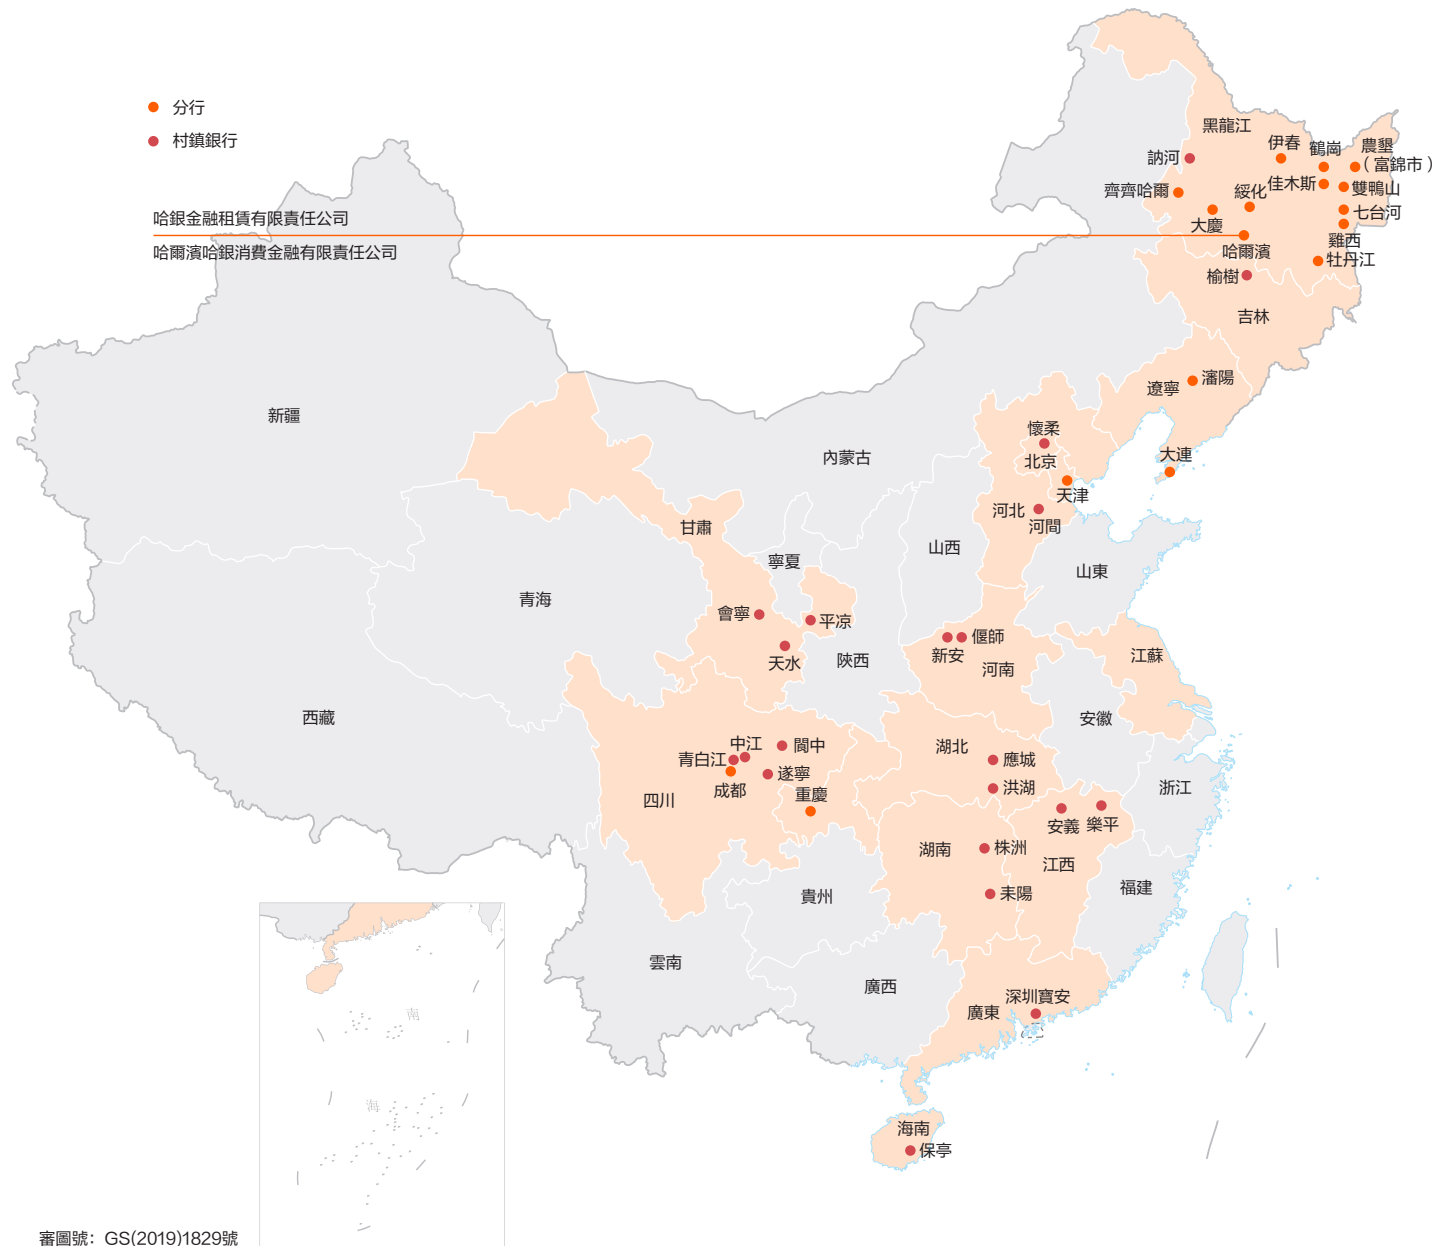 分行
村鎮銀行
哈銀金融租賃有限責任公司
哈爾濱哈銀消費金融有限責任公司
黑龍江
訥河
伊春
鶴崗
農墾
（富錦市）
齊齊哈爾
綏化
佳木斯
雙鴨山
大慶
七台河
哈爾濱
雞西
牡丹江
榆樹
吉林
遼寧
瀋陽
大連
新疆
內蒙古
懷柔
北京
天津
河北
河間
甘肅
寧夏
山西
山東
青海
會寧
平凉
天水
陝西
新安
偃師
河南
江蘇
西藏
安徽
中江
閬中
青白江
遂寧
成都
四川
重慶
湖北
應城
洪湖
浙江
安義
樂平
湖南
株洲
江西
耒陽
貴州
福建
雲南
廣西
廣東
深圳寶安
南
海
海南
保亭
審圖號：GS(2019)1829號